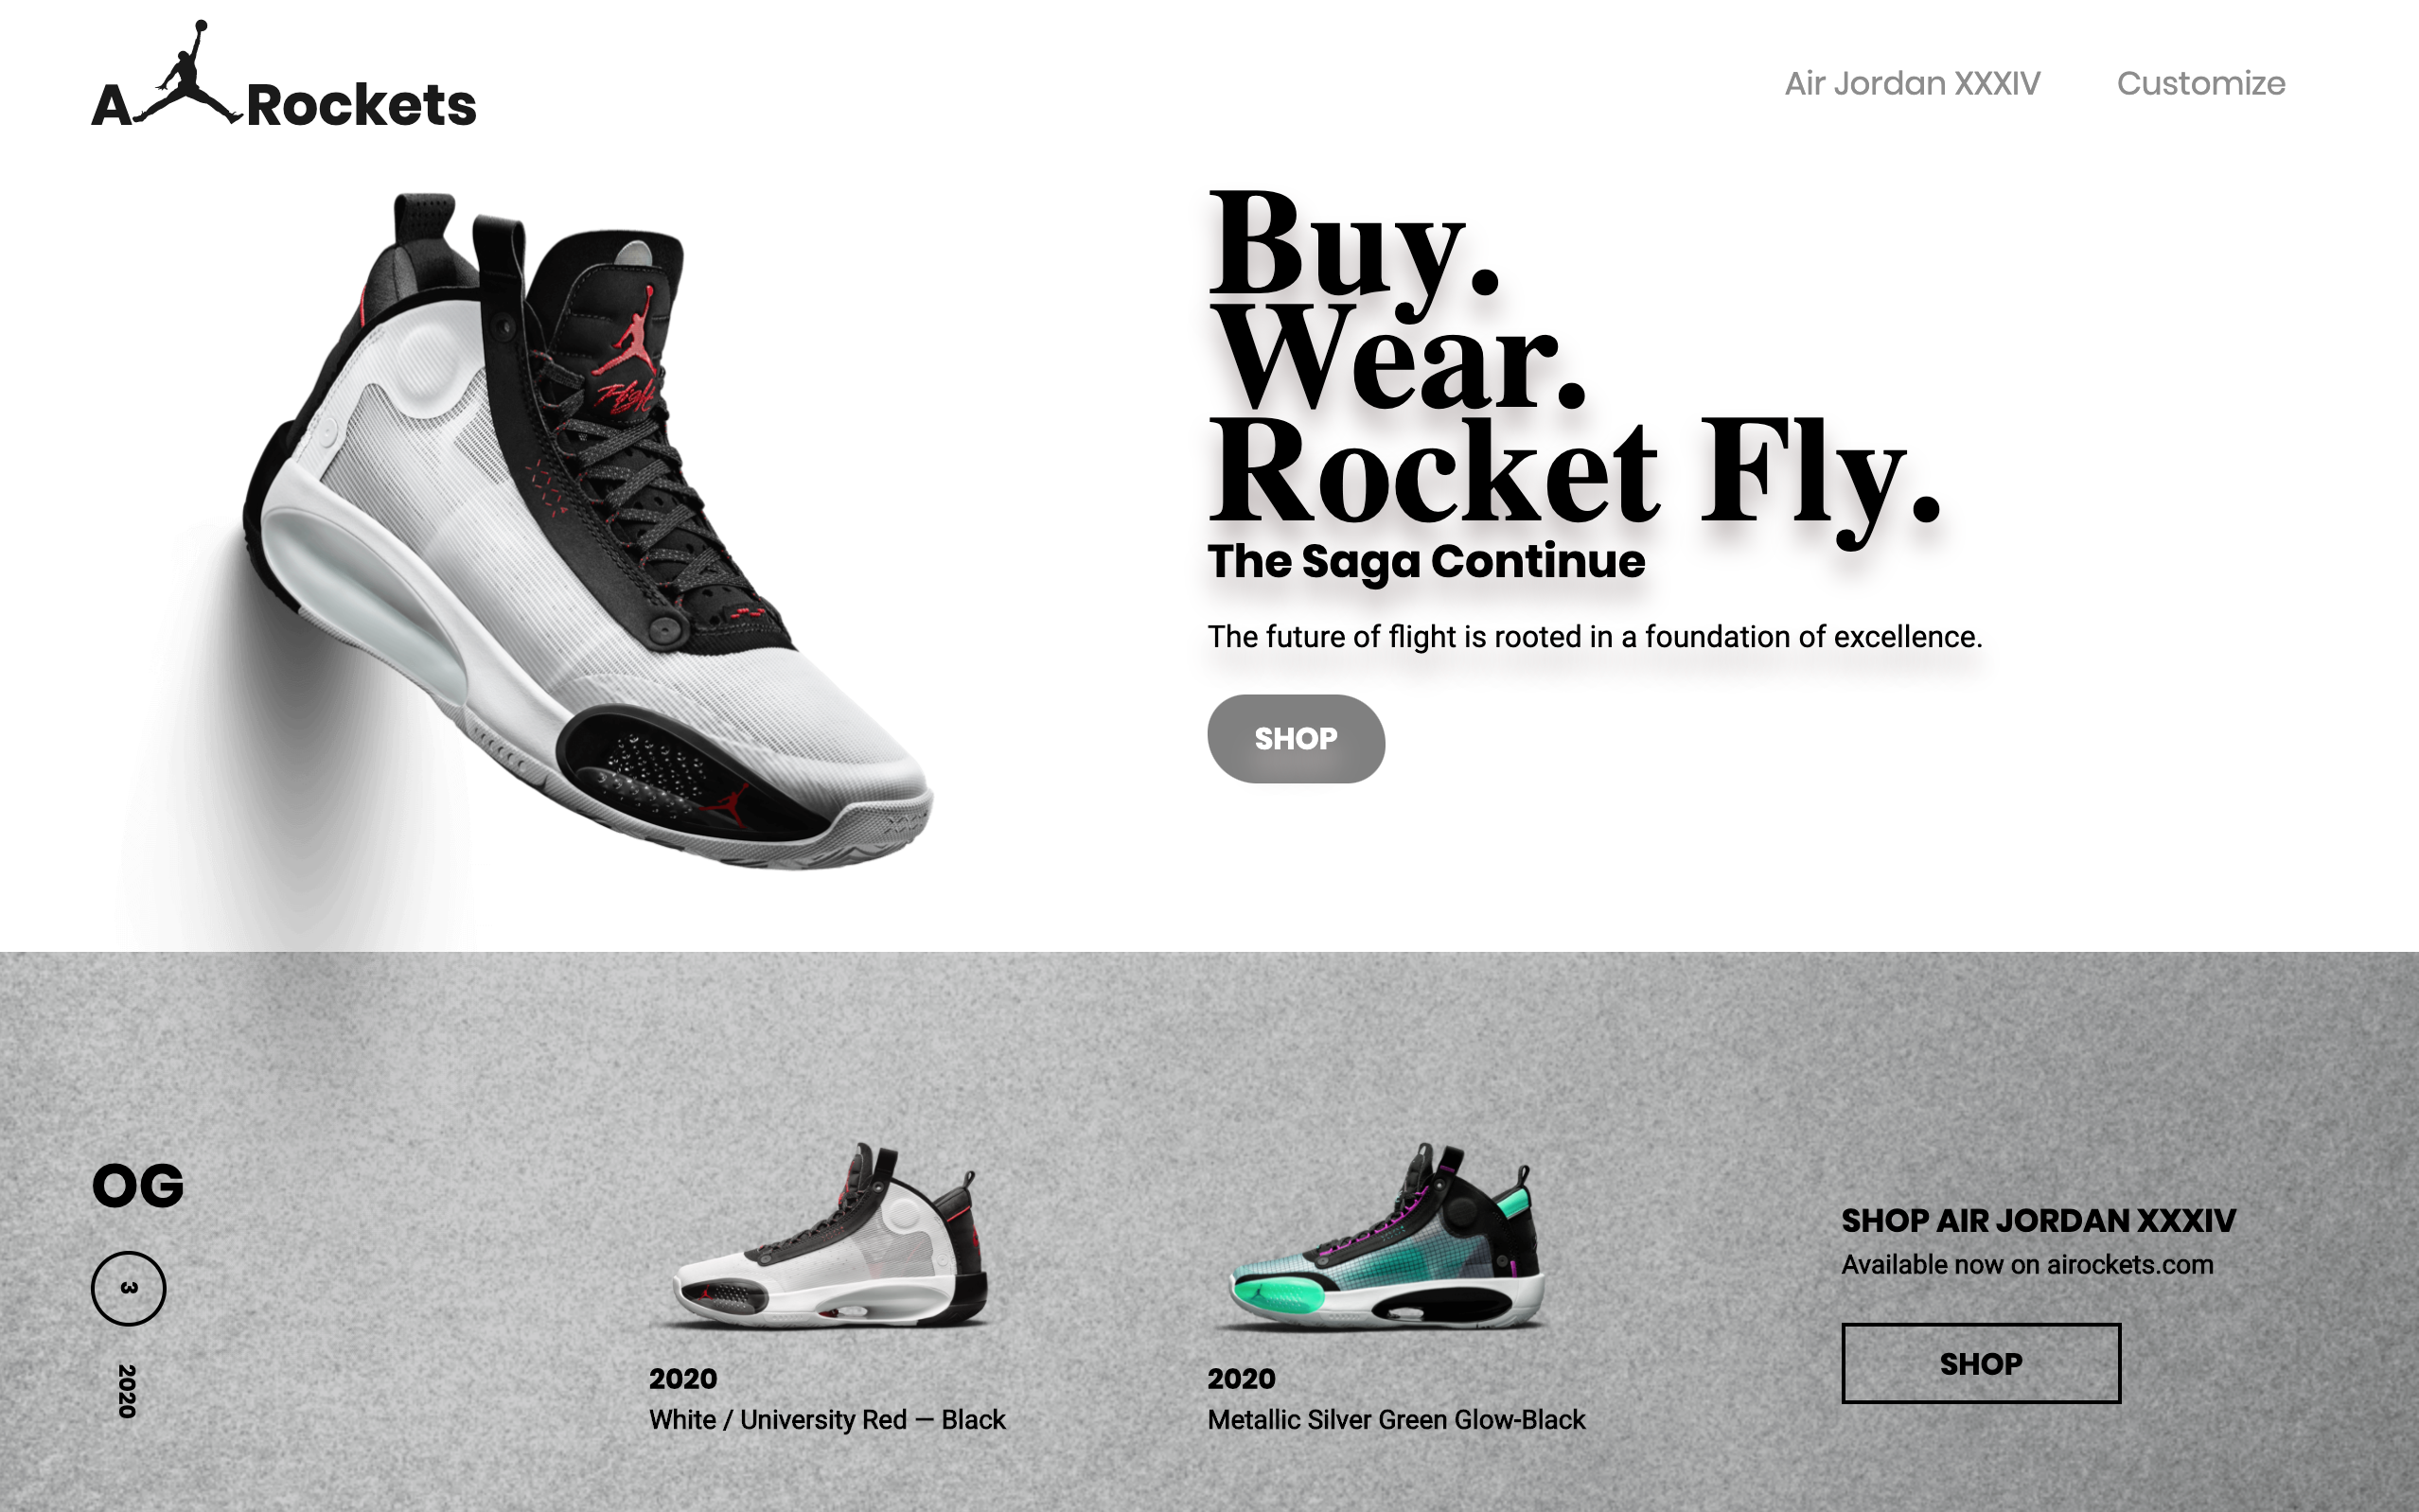 A Rockets
Air Jordan XXXIV
Customize
Flight
Buy.
Wear.
Rocket Fly.
The Saga Continue
The future of flight is rooted in a foundation of excellence.
SHOP
OG
3
2020
2020
White / University Red — Black
2020
Metallic Silver Green Glow-Black
SHOP AIR JORDAN XXXIV
Available now on airockets.com
SHOP